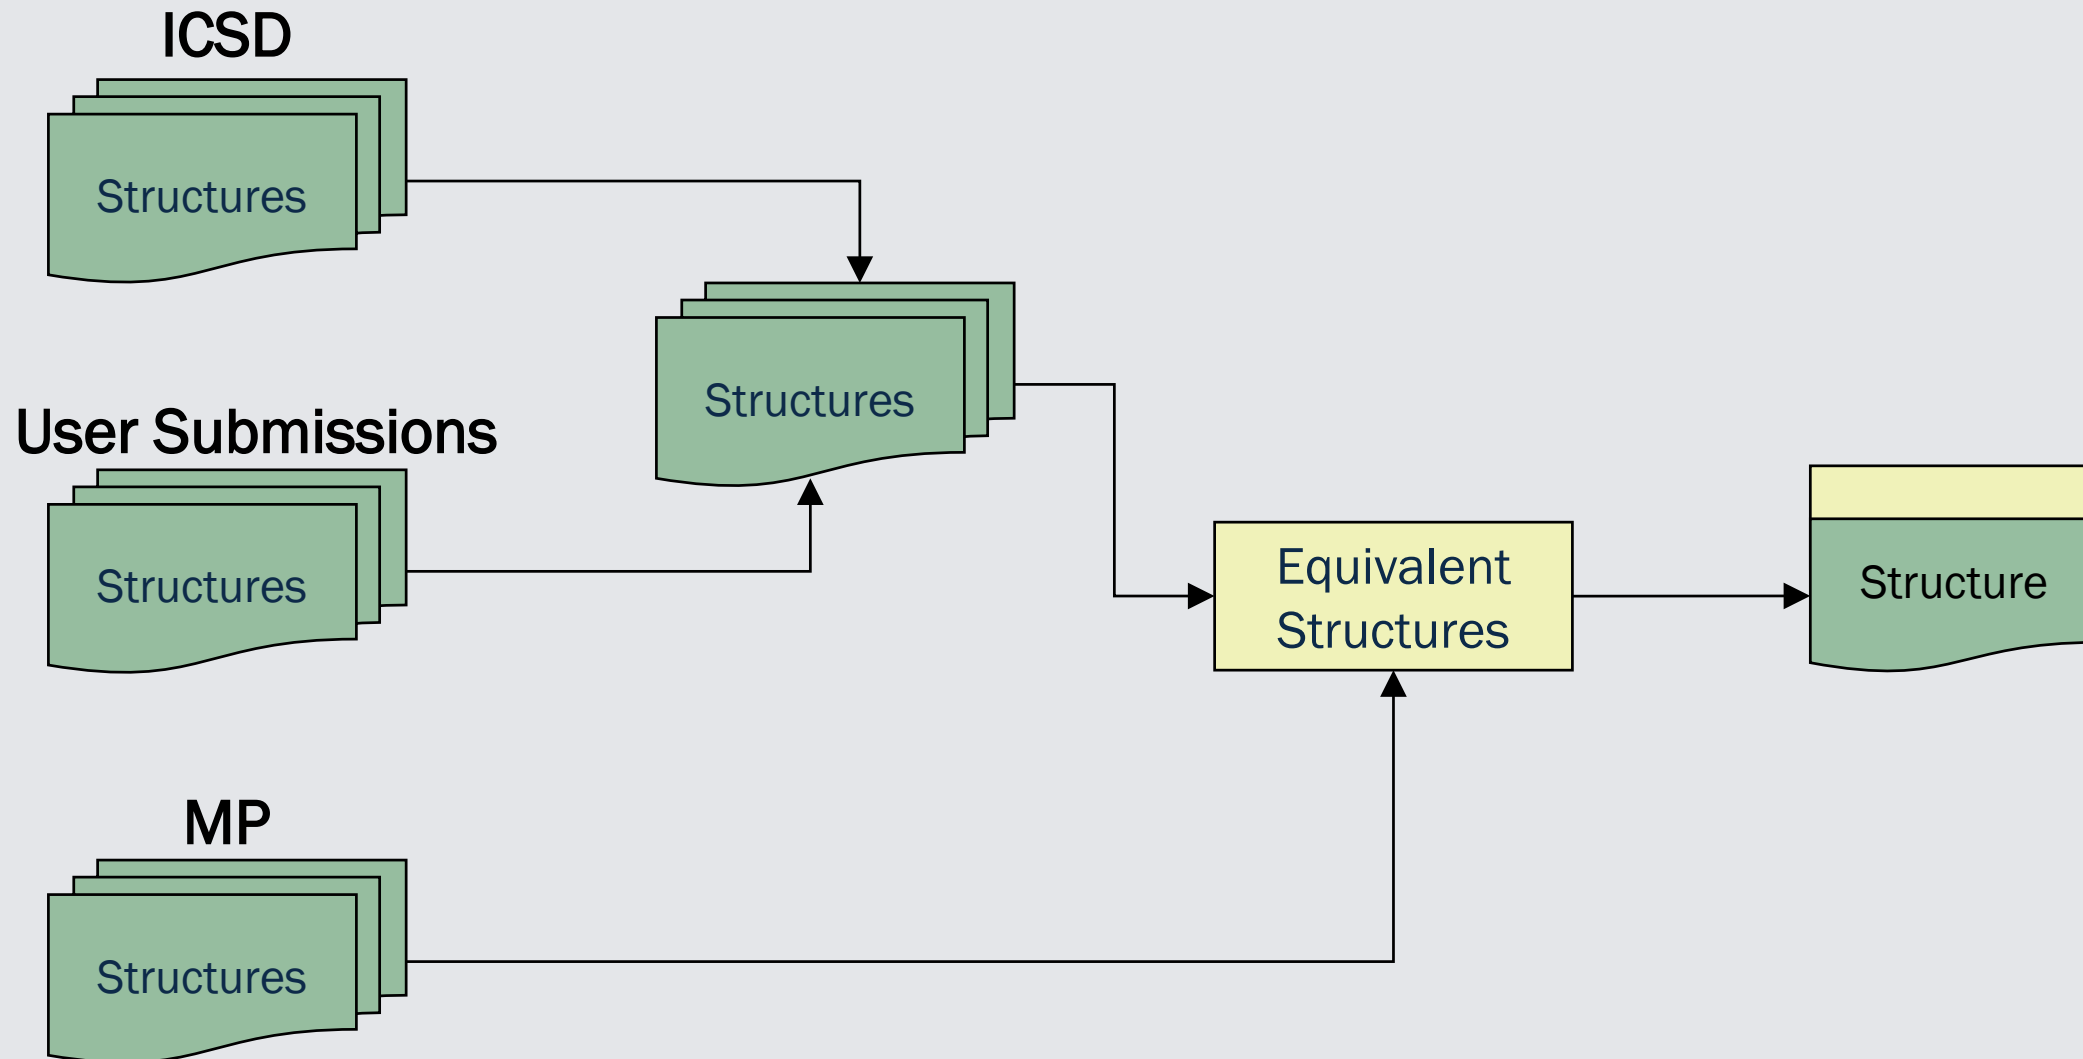 ICSD
Structures
Structures
User Submissions
Structures
Equivalent
Structures
Structure
MP
Structures